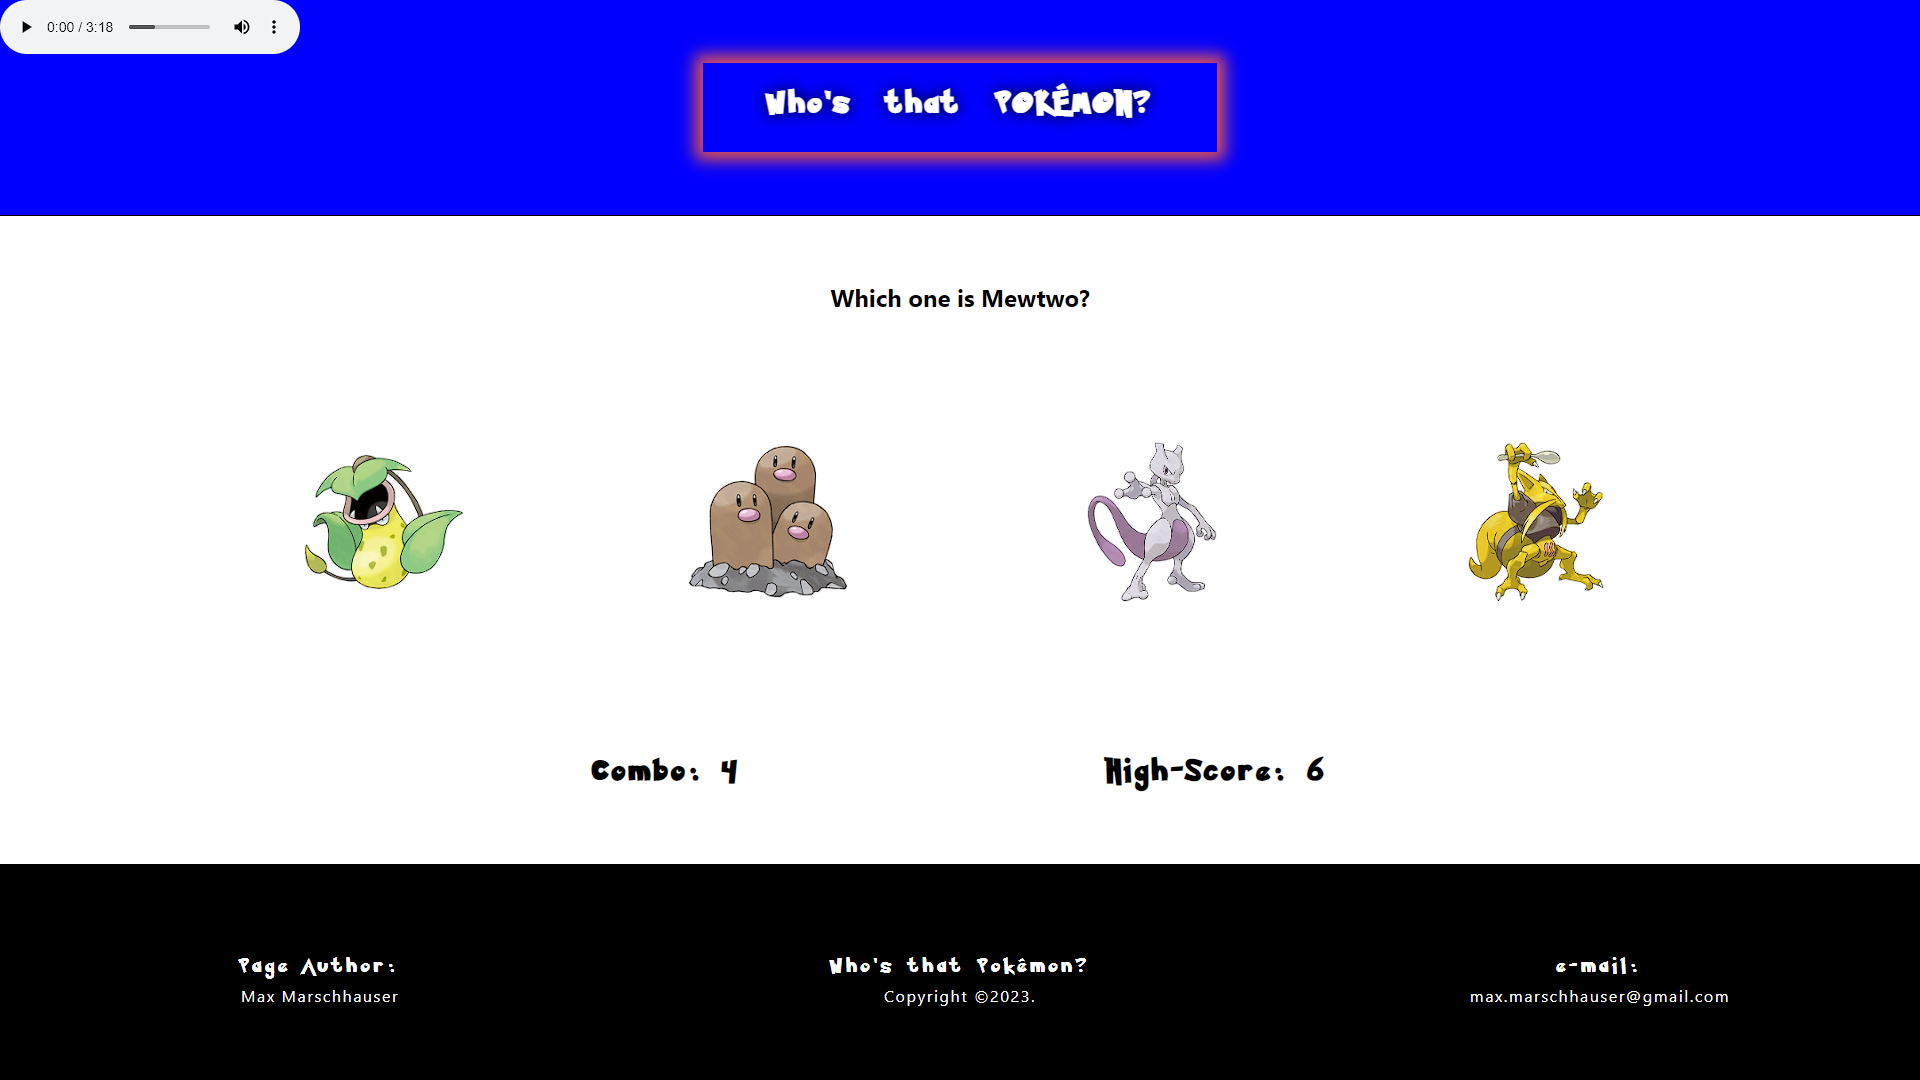 0:00 / 3:18
Who's that POKÉMON?
Which one is Mewtwo?
Combo: 4
High-Score: 6
Page Author:
Max Marschhauser
Who's that Pokémon?
Copyright ©2023.
e-mail:
max.marschhauser@gmail.com